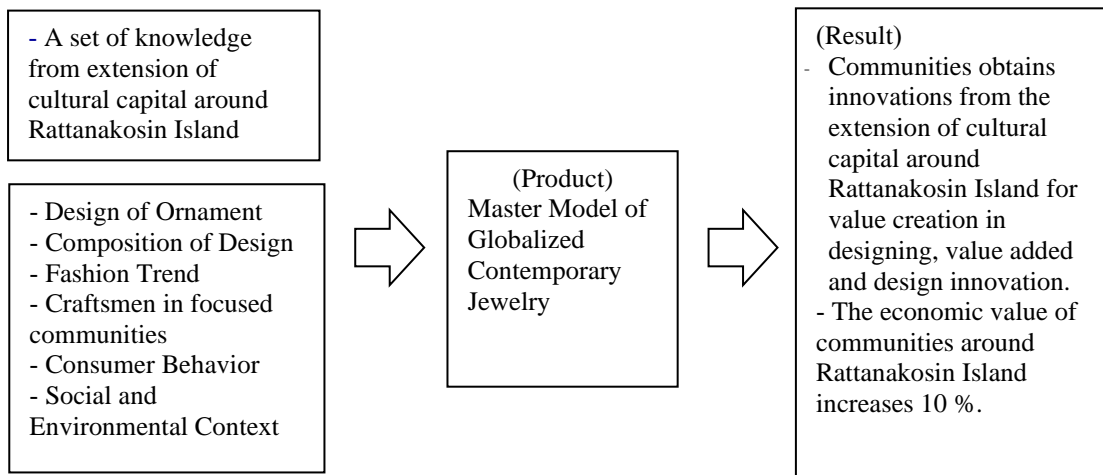 - A set of knowledge
from extension of
cultural capital around
Rattanakosin Island
- Design of Ornament
- Composition of Design
- Fashion Trend
- Craftsmen in focused
communities
- Consumer Behavior
- Social and
Environmental Context
(Product)
Master Model of
Globalized
Contemporary
Jewelry
(Result)
- Communities obtains
innovations from the
extension of cultural
capital around
Rattanakosin Island for
value creation in
designing, value added
and design innovation.
- The economic value of
communities around
Rattanakosin Island
increases 10 %.